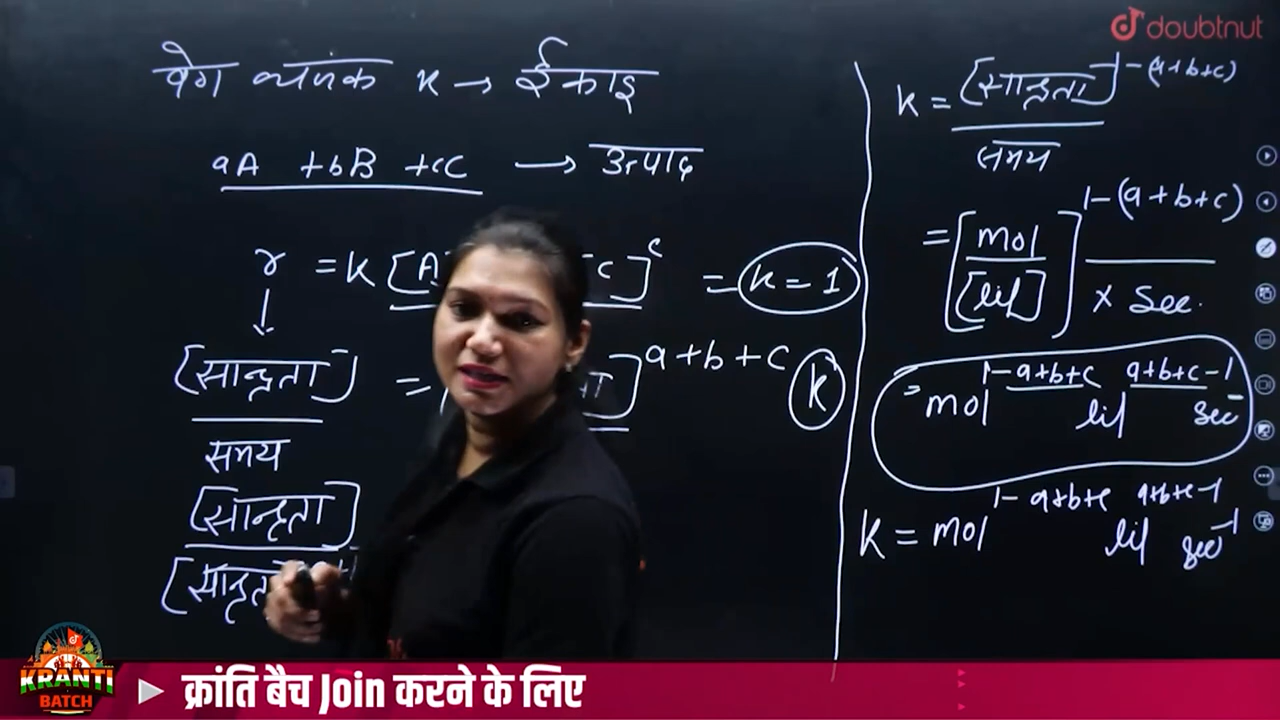 doubtnut
वेग व्यंजक K → ईकाइ
aA + bB + cC → उत्पाद
r = K [A] [C]^c = K = 1
[सान्द्रता] = ]^a+b+c K
समय
[सान्द्रता]
K = [सान्द्रता]^1-(a+b+c)
समय
= [mol]^1-(a+b+c)
[lit] × Sec.
= mol^1-a+b+c lit^a+b+c-1 sec^-
K = mol^1-a+b+c lit^a+b+c-1 sec^-1
KRANTI
BATCH
क्रांति बैच Join करने के लिए